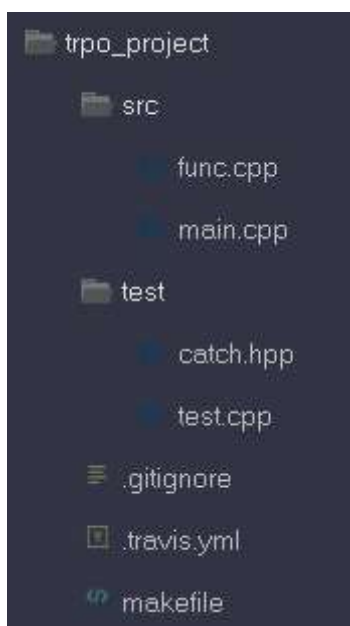 trpo_project
src
func.cpp
main.cpp
test
catch.hpp
test.cpp
.gitignore
.travis.yml
makefile